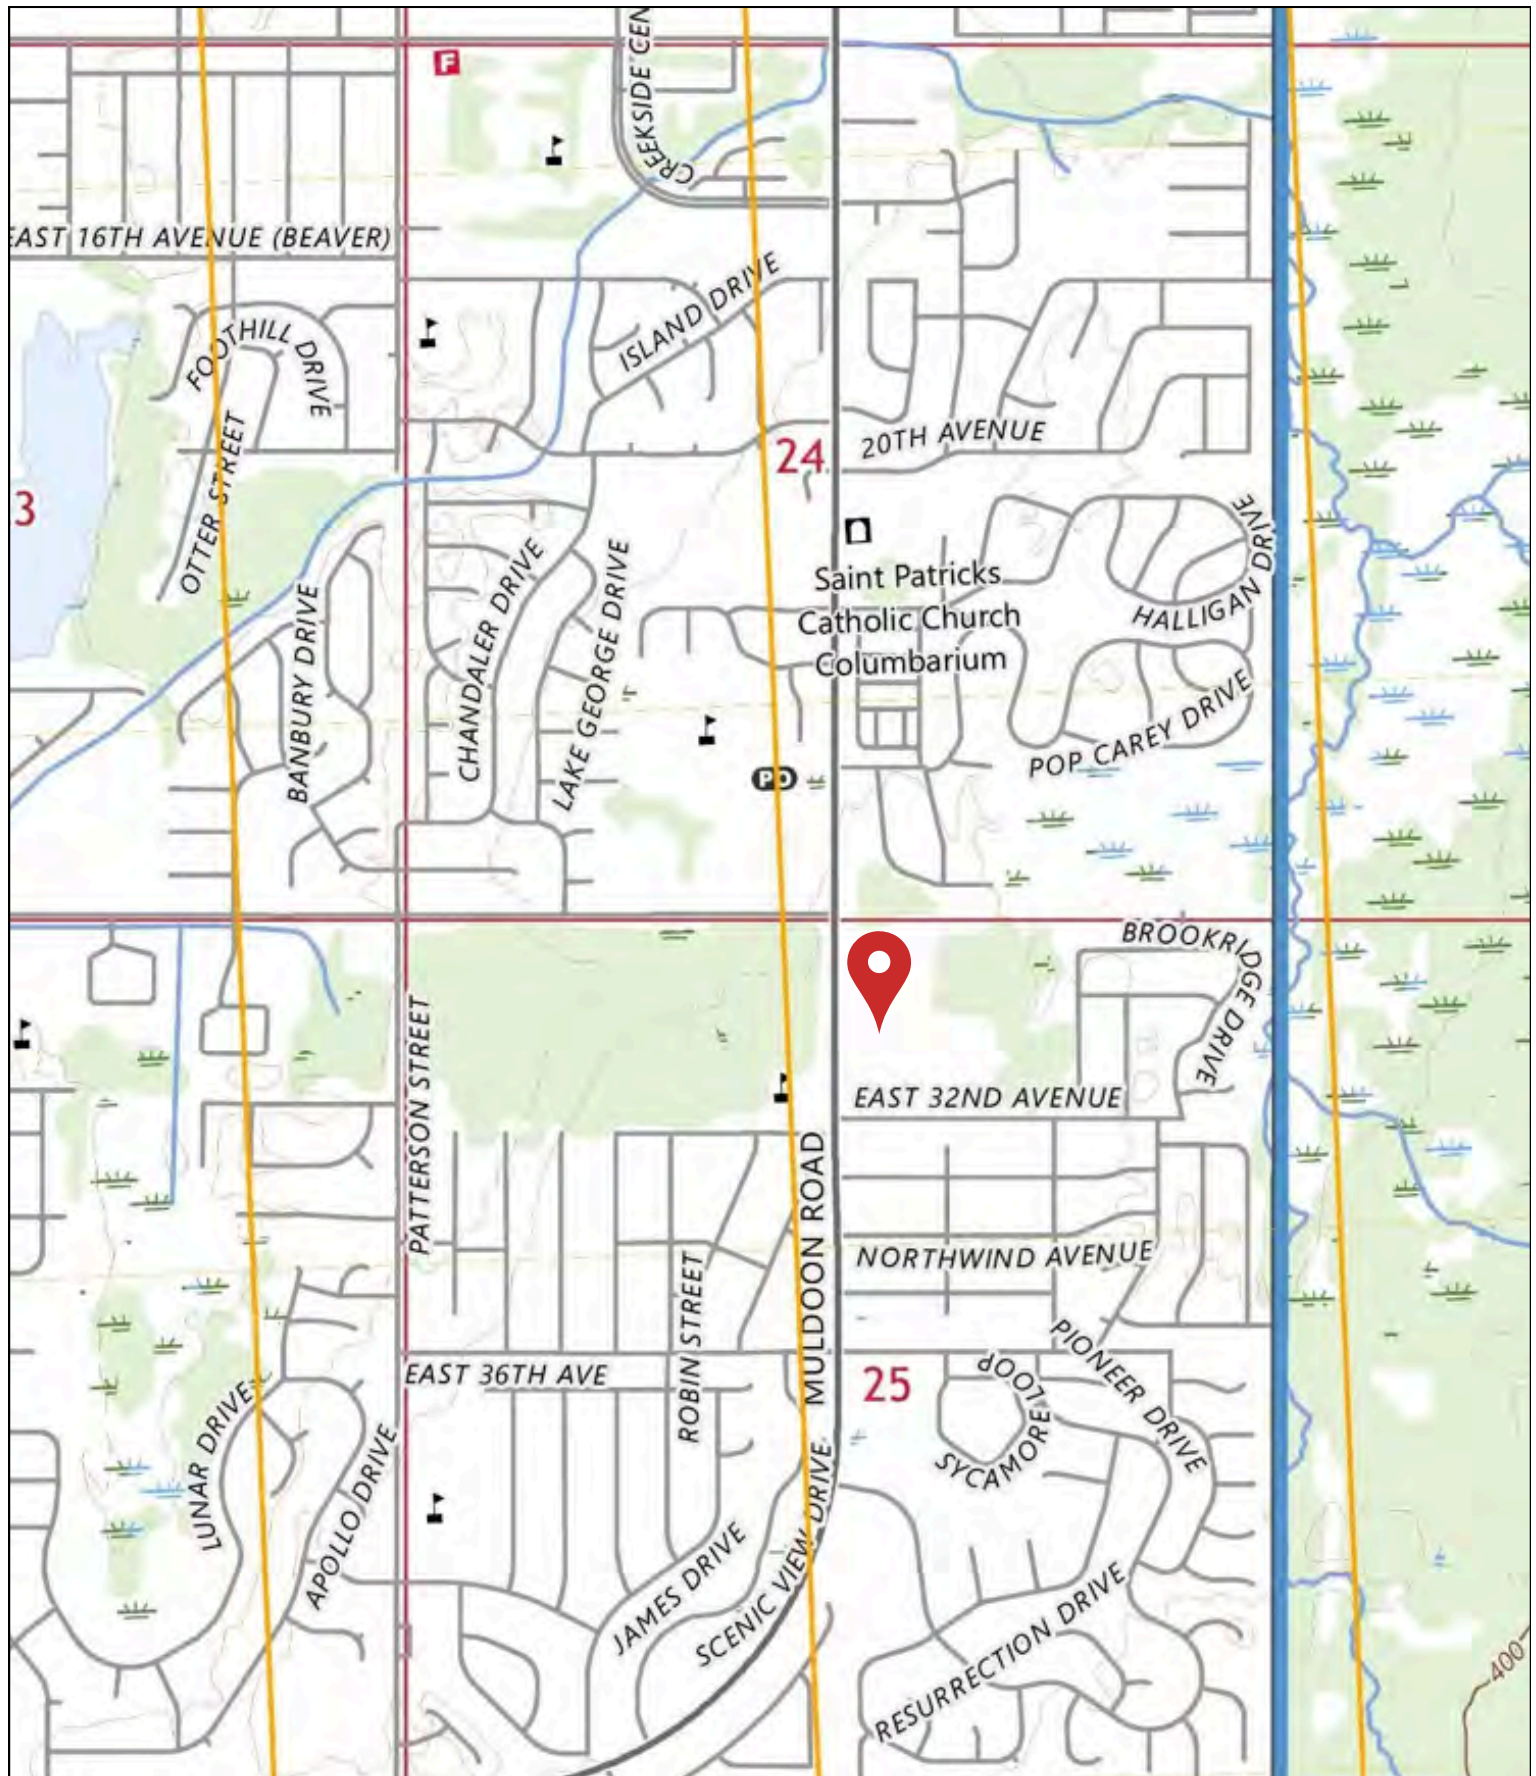 CREEKSIDE CEN
F
EAST 16TH AVENUE (BEAVER)
ISLAND DRIVE
FOOTHILL DRIVE
OTTER STREET
20TH AVENUE
24
3
HALLIGAN DRIVE
Saint Patricks
Catholic Church
Columbarium
BANBURY DRIVE
CHANDALER DRIVE
LAKE GEORGE DRIVE
POP CAREY DRIVE
PO
BROOKRIDGE DRIVE
PATTERSON STREET
EAST 32ND AVENUE
MULDOON ROAD
NORTHWIND AVENUE
ROBIN STREET
EAST 36TH AVE
25
PIONEER DRIVE
SYCAMORE LOOP
LUNAR DRIVE
APOLLO DRIVE
JAMES DRIVE
SCENIC VIEW DRIVE
RESURRECTION DRIVE
400